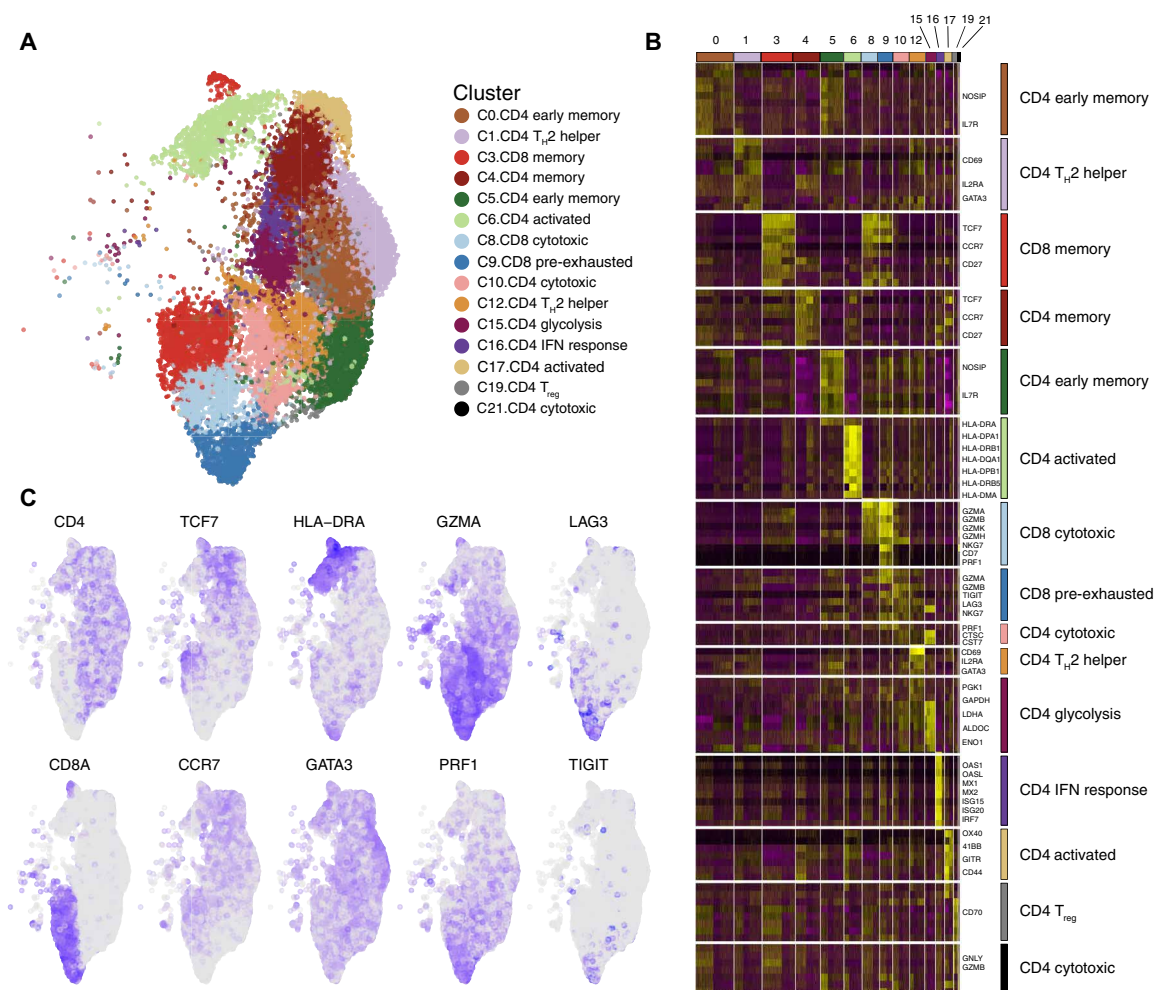 A
Cluster
C0.CD4 early memory
C1.CD4 TH2 helper
C3.CD8 memory
C4.CD4 memory
C5.CD4 early memory
C6.CD4 activated
C8.CD8 cytotoxic
C9.CD8 pre-exhausted
C10.CD4 cytotoxic
C12.CD4 TH2 helper
C15.CD4 glycolysis
C16.CD4 IFN response
C17.CD4 activated
C19.CD4 Treg
C21.CD4 cytotoxic
B
15 16 17 19 21
0 1 3 4 5 6 8 9 10 12
NOSIP
IL7R
CD4 early memory
CD69
IL2RA
GATA3
CD4 TH2 helper
TCF7
CCR7
CD27
CD8 memory
TCF7
CCR7
CD27
CD4 memory
NOSIP
IL7R
CD4 early memory
HLA-DRA
HLA-DPA1
HLA-DRB1
HLA-DQA1
HLA-DPB1
HLA-DRB5
HLA-DMA
CD4 activated
GZMA
GZMB
GZMK
GZMH
NKG7
CD7
PRF1
CD8 cytotoxic
GZMA
GZMB
TIGIT
LAG3
NKG7
CD8 pre-exhausted
PRF1
CTSC
CST7
CD4 cytotoxic
CD69
IL2RA
GATA3
CD4 TH2 helper
PGK1
GAPDH
LDHA
ALDOC
ENO1
CD4 glycolysis
OAS1
OASL
MX1
MX2
ISG15
ISG20
IRF7
CD4 IFN response
OX40
41BB
GITR
CD44
CD4 activated
CD70
CD4 Treg
GNLY
GZMB
CD4 cytotoxic
C
CD4 TCF7 HLA−DRA GZMA LAG3
CD8A CCR7 GATA3 PRF1 TIGIT